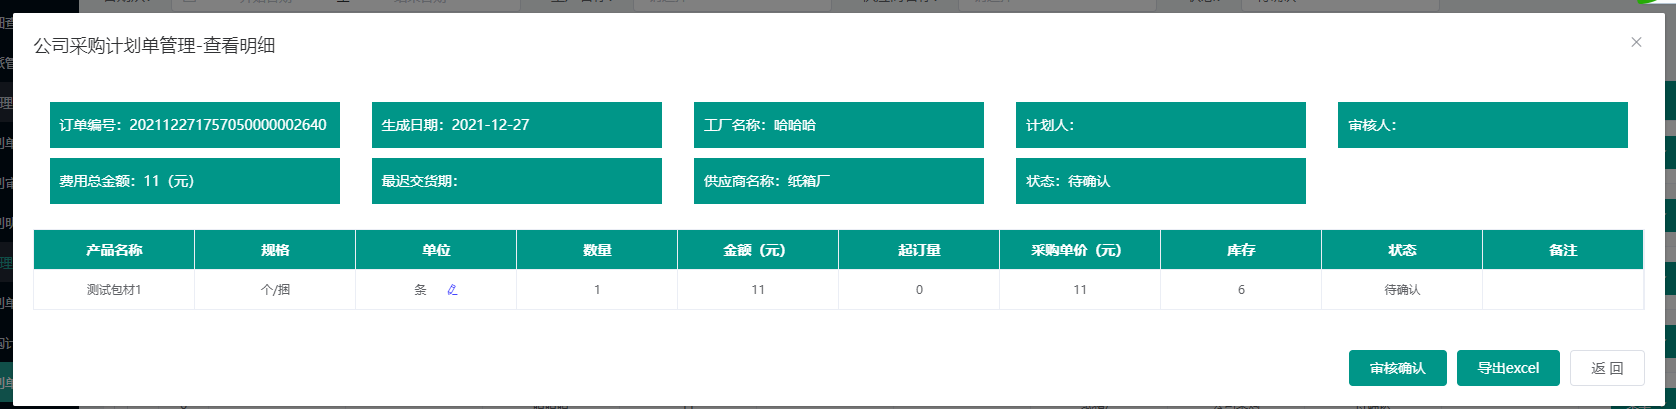 公司采购计划单管理-查看明细
订单编号：202112271757050000002640
生成日期：2021-12-27
工厂名称：哈哈哈
计划人：
审核人：
费用总金额：11（元）
最迟交货期：
供应商名称：纸箱厂
状态：待确认
产品名称 规格 单位 数量 金额（元） 起订量 采购单价（元） 库存 状态 备注
测试包材1 个/捆 条 1 11 0 11 6 待确认
审核确认 导出excel 返 回